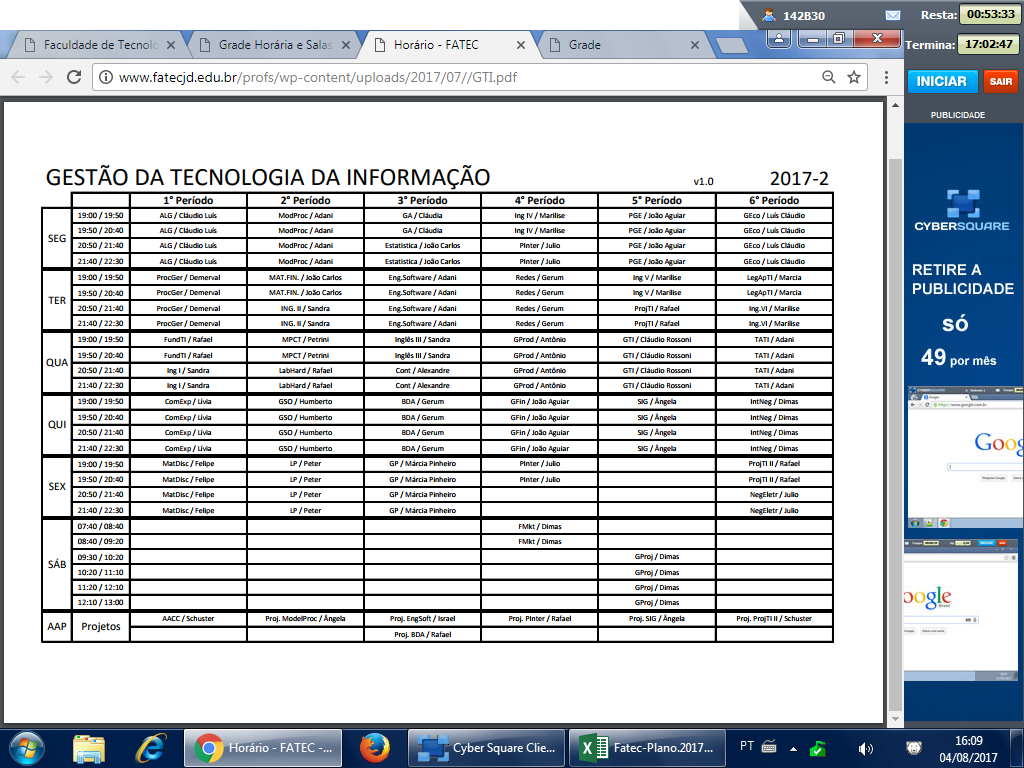 142B30
Resta: 00:53:33
Faculdade de Tecnolo
Grade Horária e Salas
Horário - FATEC
Grade
Termina: 17:02:47
www.fatecjd.edu.br/profs/wp-content/uploads/2017/07//GTI.pdf
INICIAR
SAIR
PUBLICIDADE
GESTÃO DA TECNOLOGIA DA INFORMAÇÃO v1.0 2017-2
1° Período 2° Período 3° Período 4° Período 5° Período 6° Período
SEG
19:00 / 19:50 ALG / Cláudio Luís ModProc / Adani GA / Cláudia Ing IV / Marilise PGE / João Aguiar GEco / Luís Cláudio
19:50 / 20:40 ALG / Cláudio Luís ModProc / Adani GA / Cláudia Ing IV / Marilise PGE / João Aguiar GEco / Luís Cláudio
20:50 / 21:40 ALG / Cláudio Luís ModProc / Adani Estatística / João Carlos PInter / Julio PGE / João Aguiar GEco / Luís Cláudio
21:40 / 22:30 ALG / Cláudio Luís ModProc / Adani Estatística / João Carlos PInter / Julio PGE / João Aguiar GEco / Luís Cláudio
TER
19:00 / 19:50 ProcGer / Demerval MAT.FIN. / João Carlos Eng.Software / Adani Redes / Gerum Ing V / Marilise LegApTI / Marcia
19:50 / 20:40 ProcGer / Demerval MAT.FIN. / João Carlos Eng.Software / Adani Redes / Gerum Ing V / Marilise LegApTI / Marcia
20:50 / 21:40 ProcGer / Demerval ING. II / Sandra Eng.Software / Adani Redes / Gerum ProjTI / Rafael Ing.VI / Marilise
21:40 / 22:30 ProcGer / Demerval ING. II / Sandra Eng.Software / Adani Redes / Gerum ProjTI / Rafael Ing.VI / Marilise
QUA
19:00 / 19:50 FundTI / Rafael MPCT / Petrini Inglês III / Sandra GProd / Antônio GTI / Cláudio Rossoni TATI / Adani
19:50 / 20:40 FundTI / Rafael MPCT / Petrini Inglês III / Sandra GProd / Antônio GTI / Cláudio Rossoni TATI / Adani
20:50 / 21:40 Ing I / Sandra LabHard / Rafael Cont / Alexandre GProd / Antônio GTI / Cláudio Rossoni TATI / Adani
21:40 / 22:30 Ing I / Sandra LabHard / Rafael Cont / Alexandre GProd / Antônio GTI / Cláudio Rossoni TATI / Adani
QUI
19:00 / 19:50 ComExp / Lívia GSO / Humberto BDA / Gerum GFin / João Aguiar SIG / Ângela IntNeg / Dimas
19:50 / 20:40 ComExp / Lívia GSO / Humberto BDA / Gerum GFin / João Aguiar SIG / Ângela IntNeg / Dimas
20:50 / 21:40 ComExp / Lívia GSO / Humberto BDA / Gerum GFin / João Aguiar SIG / Ângela IntNeg / Dimas
21:40 / 22:30 ComExp / Lívia GSO / Humberto BDA / Gerum GFin / João Aguiar SIG / Ângela IntNeg / Dimas
SEX
19:00 / 19:50 MatDisc / Felipe LP / Peter GP / Márcia Pinheiro PInter / Julio ProjTI II / Rafael
19:50 / 20:40 MatDisc / Felipe LP / Peter GP / Márcia Pinheiro PInter / Julio ProjTI II / Rafael
20:50 / 21:40 MatDisc / Felipe LP / Peter GP / Márcia Pinheiro NegEletr / Julio
21:40 / 22:30 MatDisc / Felipe LP / Peter GP / Márcia Pinheiro NegEletr / Julio
SÁB
07:40 / 08:40 FMkt / Dimas
08:40 / 09:20 FMkt / Dimas
09:30 / 10:20 GProj / Dimas
10:20 / 11:10 GProj / Dimas
11:20 / 12:10 GProj / Dimas
12:10 / 13:00 GProj / Dimas
AAP Projetos
AACC / Schuster Proj. ModelProc / Ângela Proj. EngSoft / Israel Proj. PInter / Rafael Proj. SIG / Ângela Proj. ProjTI II / Schuster
Proj. BDA / Rafael
CYBERSQUARE
RETIRE A
PUBLICIDADE
só
49 por mês
Goog
oogle
Horário - FATEC -...
Cyber Square Clie...
Fatec-Plano.2017...
PT
16:09
04/08/2017